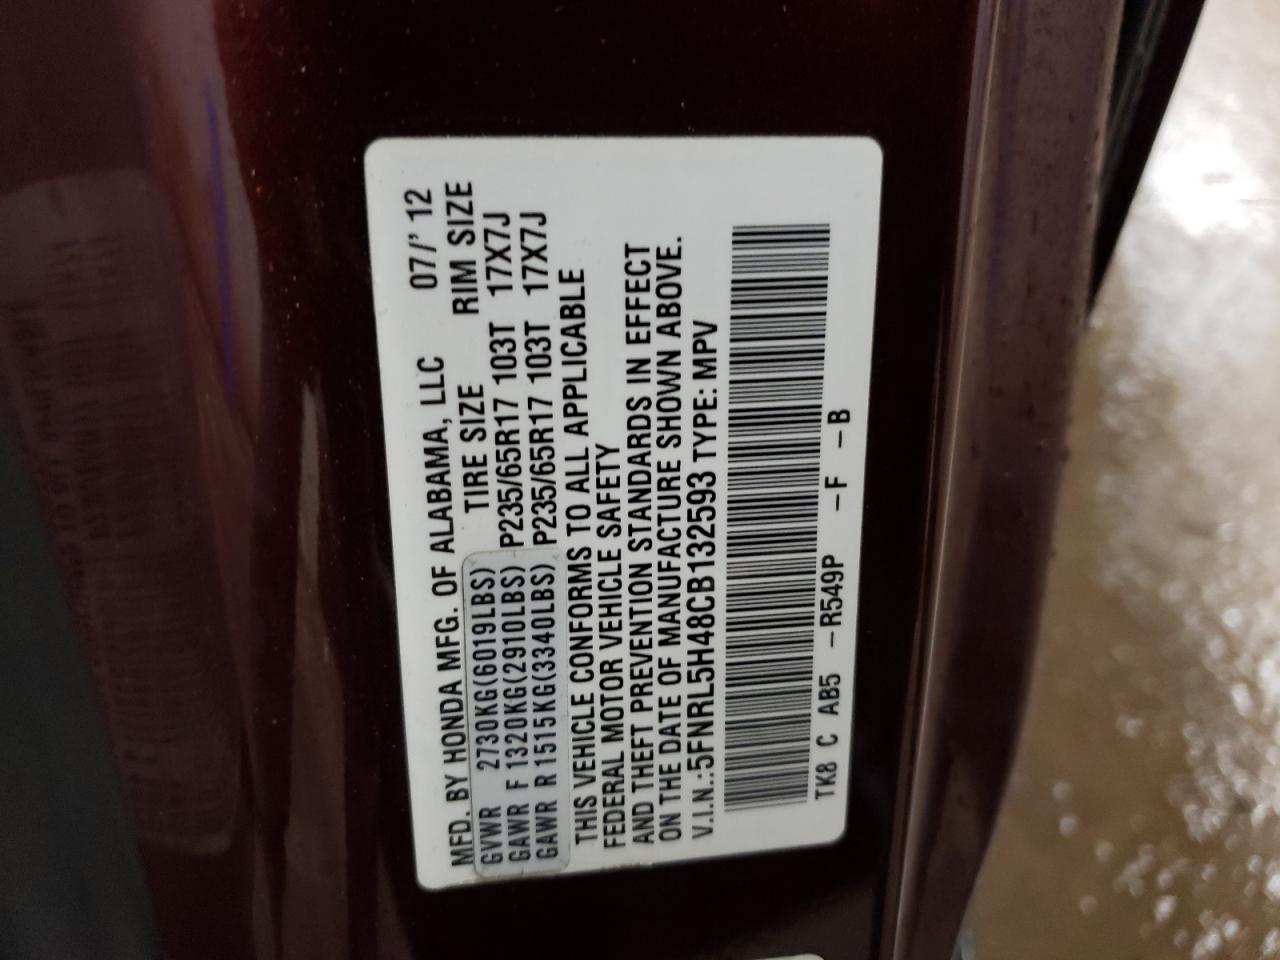 MFD. BY HONDA MFG. OF ALABAMA, LLC 07/'12
GVWR 2730KG(6019LBS) TIRE SIZE RIM SIZE
GAWR F 1320KG(2910LBS) P235/65R17 103T 17X7J
GAWR R 1515KG(3340LBS) P235/65R17 103T 17X7J
THIS VEHICLE CONFORMS TO ALL APPLICABLE
FEDERAL MOTOR VEHICLE SAFETY
AND THEFT PREVENTION STANDARDS IN EFFECT
ON THE DATE OF MANUFACTURE SHOWN ABOVE.
V.I.N.:5FNRL5H48CB132593 TYPE: MPV
TK8 C AB5 -R549P -F -B